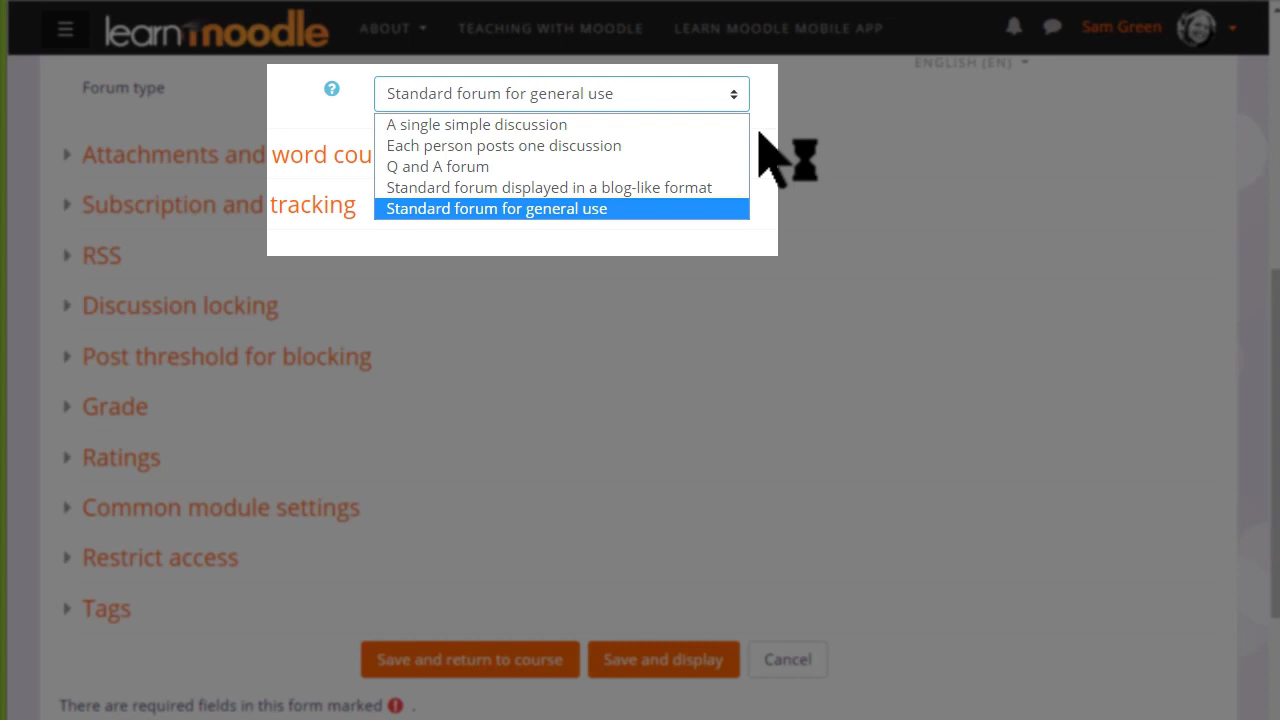 learn moodle
ABOUT
TEACHING WITH MOODLE
LEARN MOODLE MOBILE APP
Sam Green
ENGLISH (EN)
Forum type
?
Standard forum for general use
A single simple discussion
Each person posts one discussion
Q and A forum
Standard forum displayed in a blog-like format
Standard forum for general use
Attachments and word cou
Subscription and tracking
RSS
Discussion locking
Post threshold for blocking
Grade
Ratings
Common module settings
Restrict access
Tags
Save and return to course
Save and display
Cancel
There are required fields in this form marked ! .